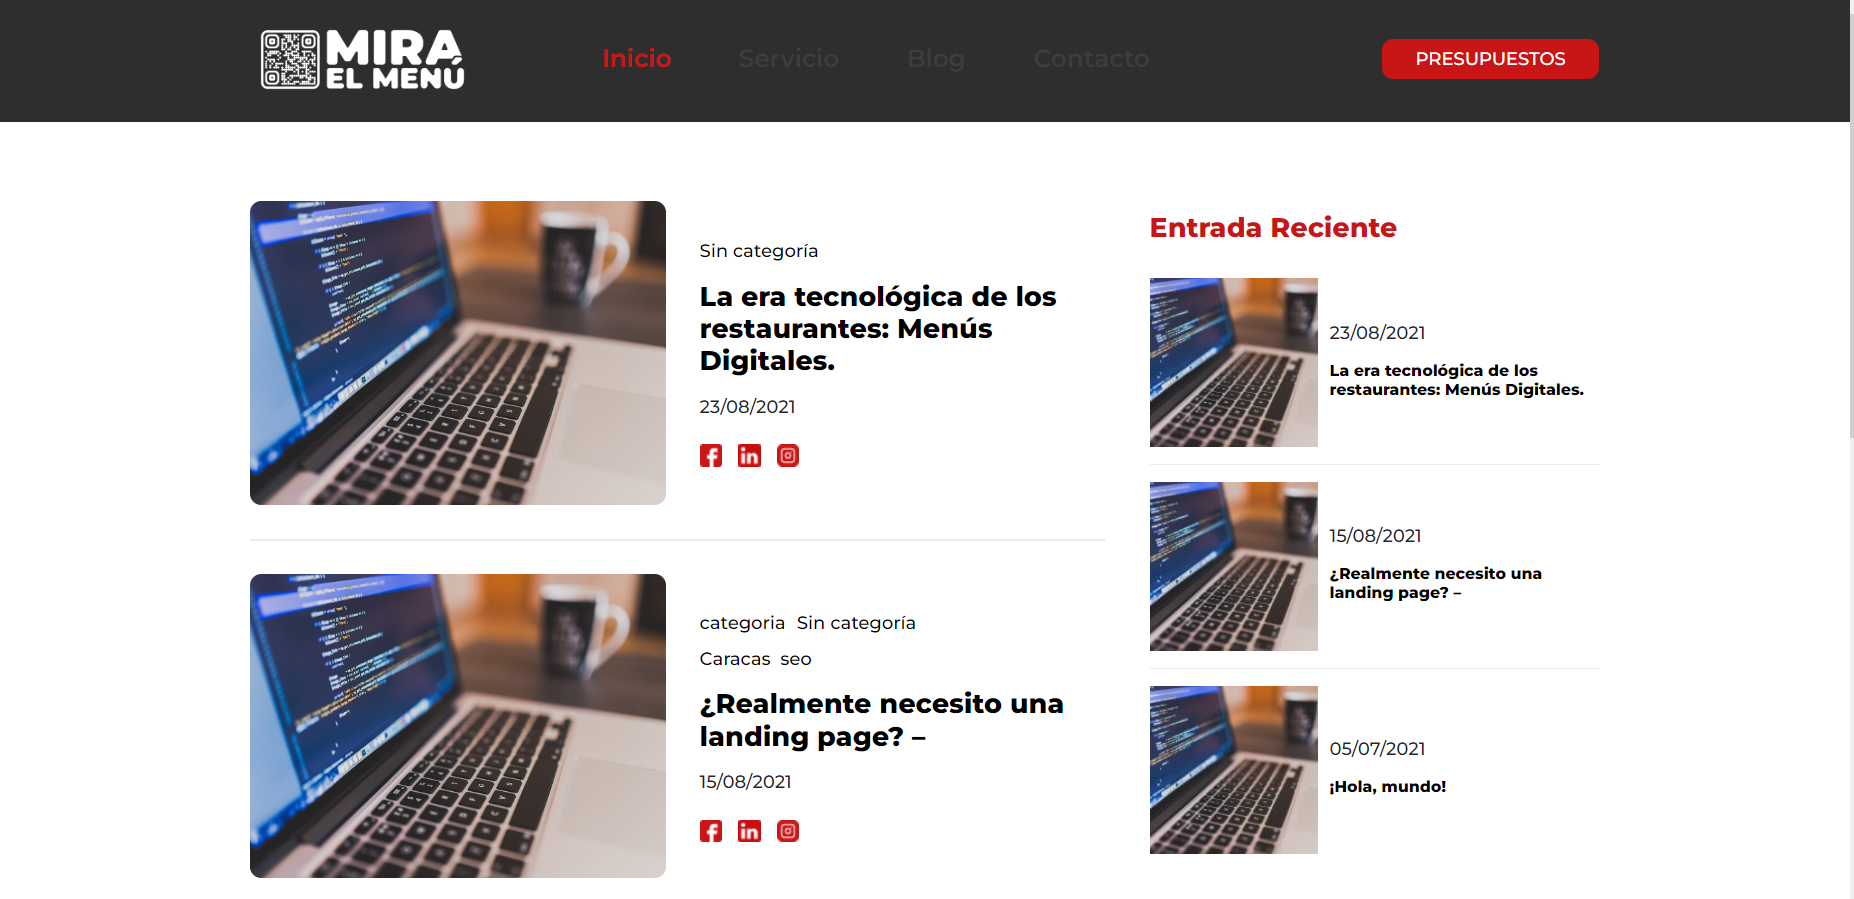 MIRA
EL MENÚ
Inicio
Servicio
Blog
Contacto
PRESUPUESTOS
Sin categoría
La era tecnológica de los
restaurantes: Menús
Digitales.
23/08/2021
categoria Sin categoría
Caracas seo
¿Realmente necesito una
landing page? –
15/08/2021
Entrada Reciente
23/08/2021
La era tecnológica de los
restaurantes: Menús Digitales.
15/08/2021
¿Realmente necesito una
landing page? –
05/07/2021
¡Hola, mundo!